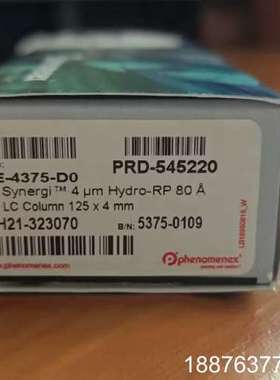 E-4375-D0 PRD-545220
Synergi™ 4 µm Hydro-RP 80 Å
LC Column 125 x 4 mm
H21-323070 B/N: 5375-0109
phenomenex
18876377